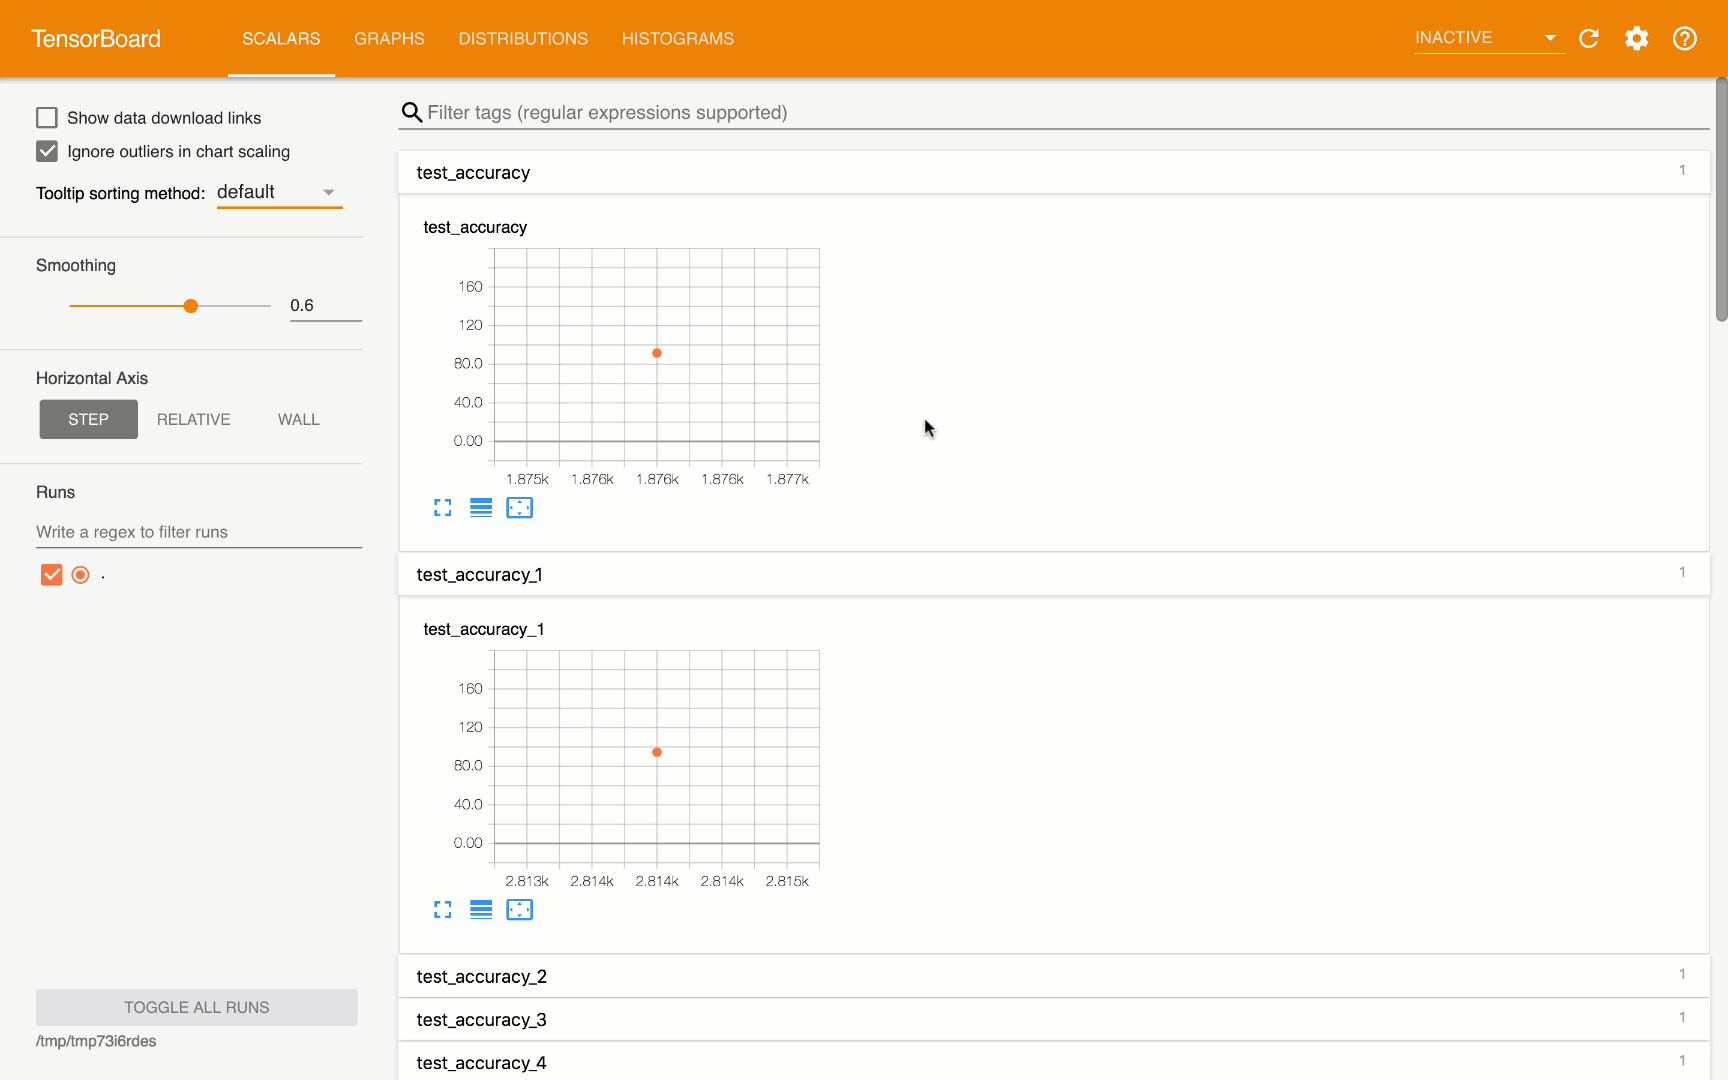 TensorBoard SCALARS GRAPHS DISTRIBUTIONS HISTOGRAMS INACTIVE
Show data download links
Ignore outliers in chart scaling
Tooltip sorting method: default
Smoothing
0.6
Horizontal Axis
STEP RELATIVE WALL
Runs
Write a regex to filter runs
.
TOGGLE ALL RUNS
/tmp/tmp73i6rdes
Filter tags (regular expressions supported)
test_accuracy 1
test_accuracy
160
120
80.0
40.0
0.00
1.875k 1.876k 1.876k 1.876k 1.877k
test_accuracy_1 1
test_accuracy_1
160
120
80.0
40.0
0.00
2.813k 2.814k 2.814k 2.814k 2.815k
test_accuracy_2 1
test_accuracy_3 1
test_accuracy_4 1